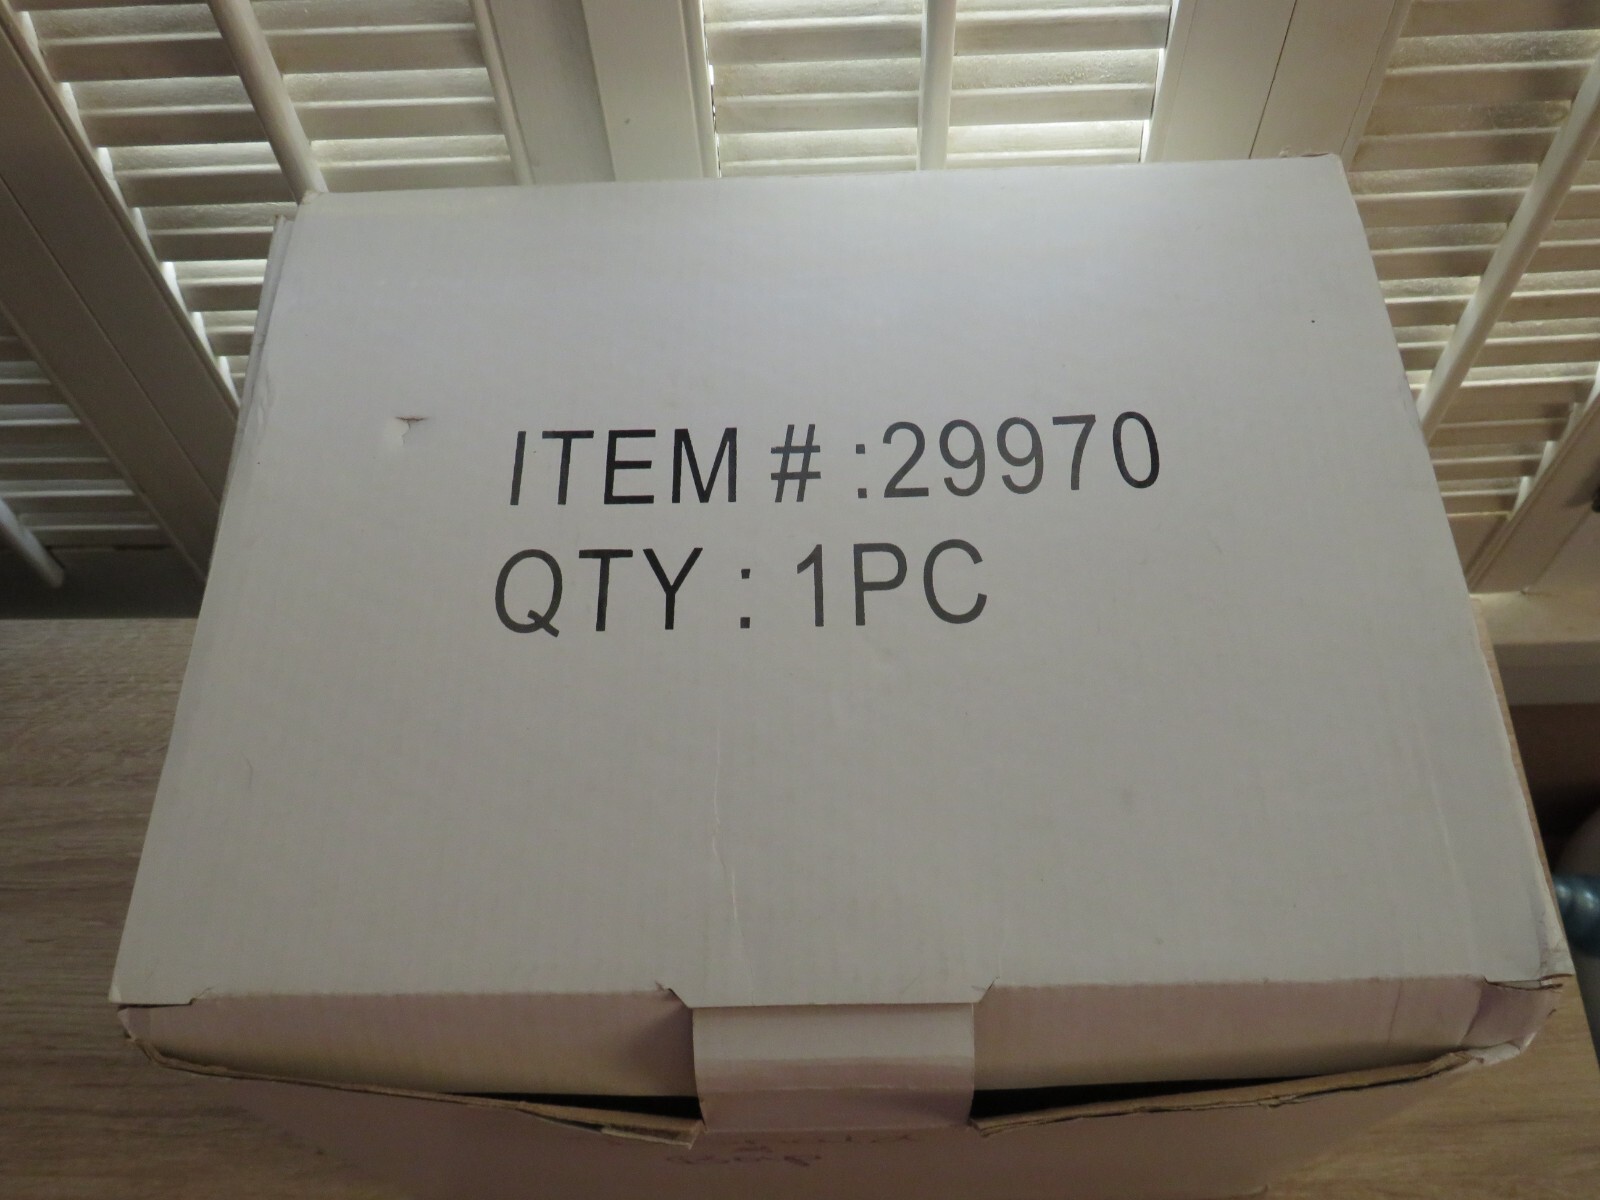 ITEM # :29970
QTY : 1PC